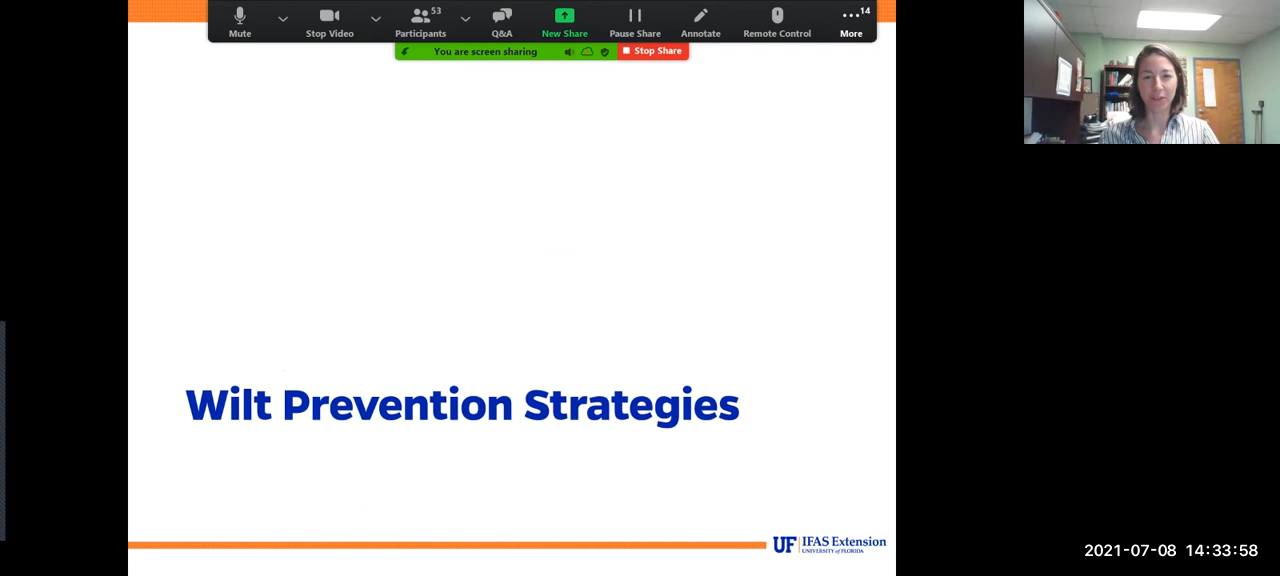 53
14
Mute
Stop Video
Participants
Q&A
New Share
Pause Share
Annotate
Remote Control
More
You are screen sharing
Stop Share
Wilt Prevention Strategies
UF IFAS Extension
UNIVERSITY of FLORIDA
2021-07-08 14:33:58